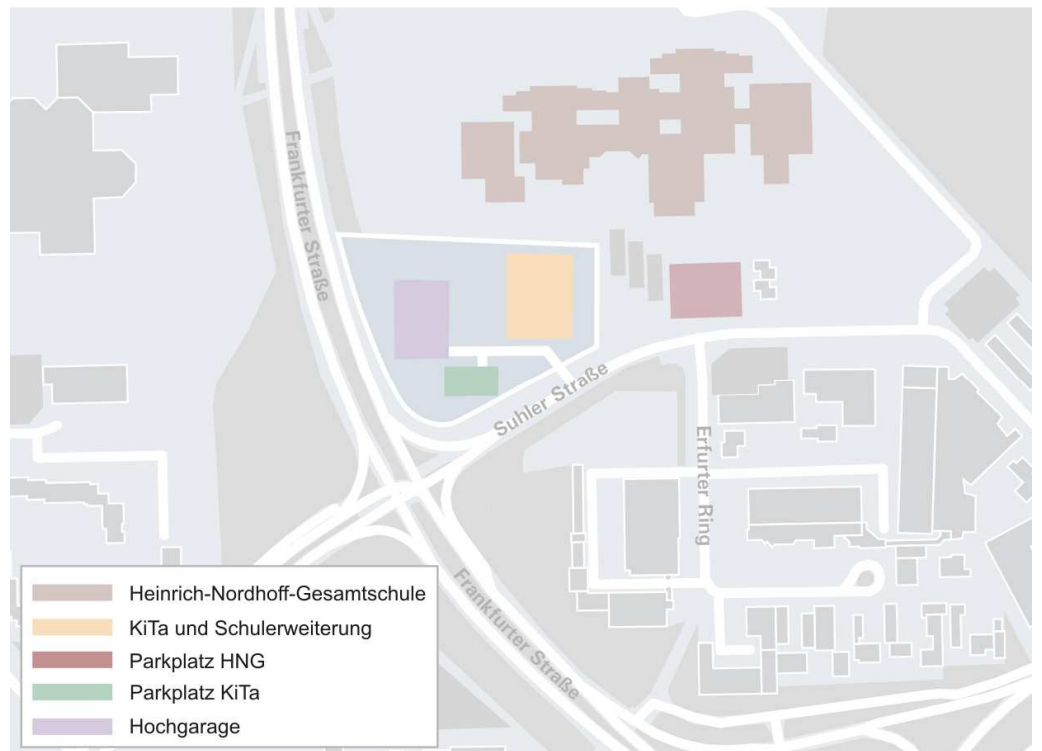 Frankfurter Straße
Suhler Straße
Erfurter Ring
Frankfurter Straße
Heinrich-Nordhoff-Gesamtschule
KiTa und Schulerweiterung
Parkplatz HNG
Parkplatz KiTa
Hochgarage